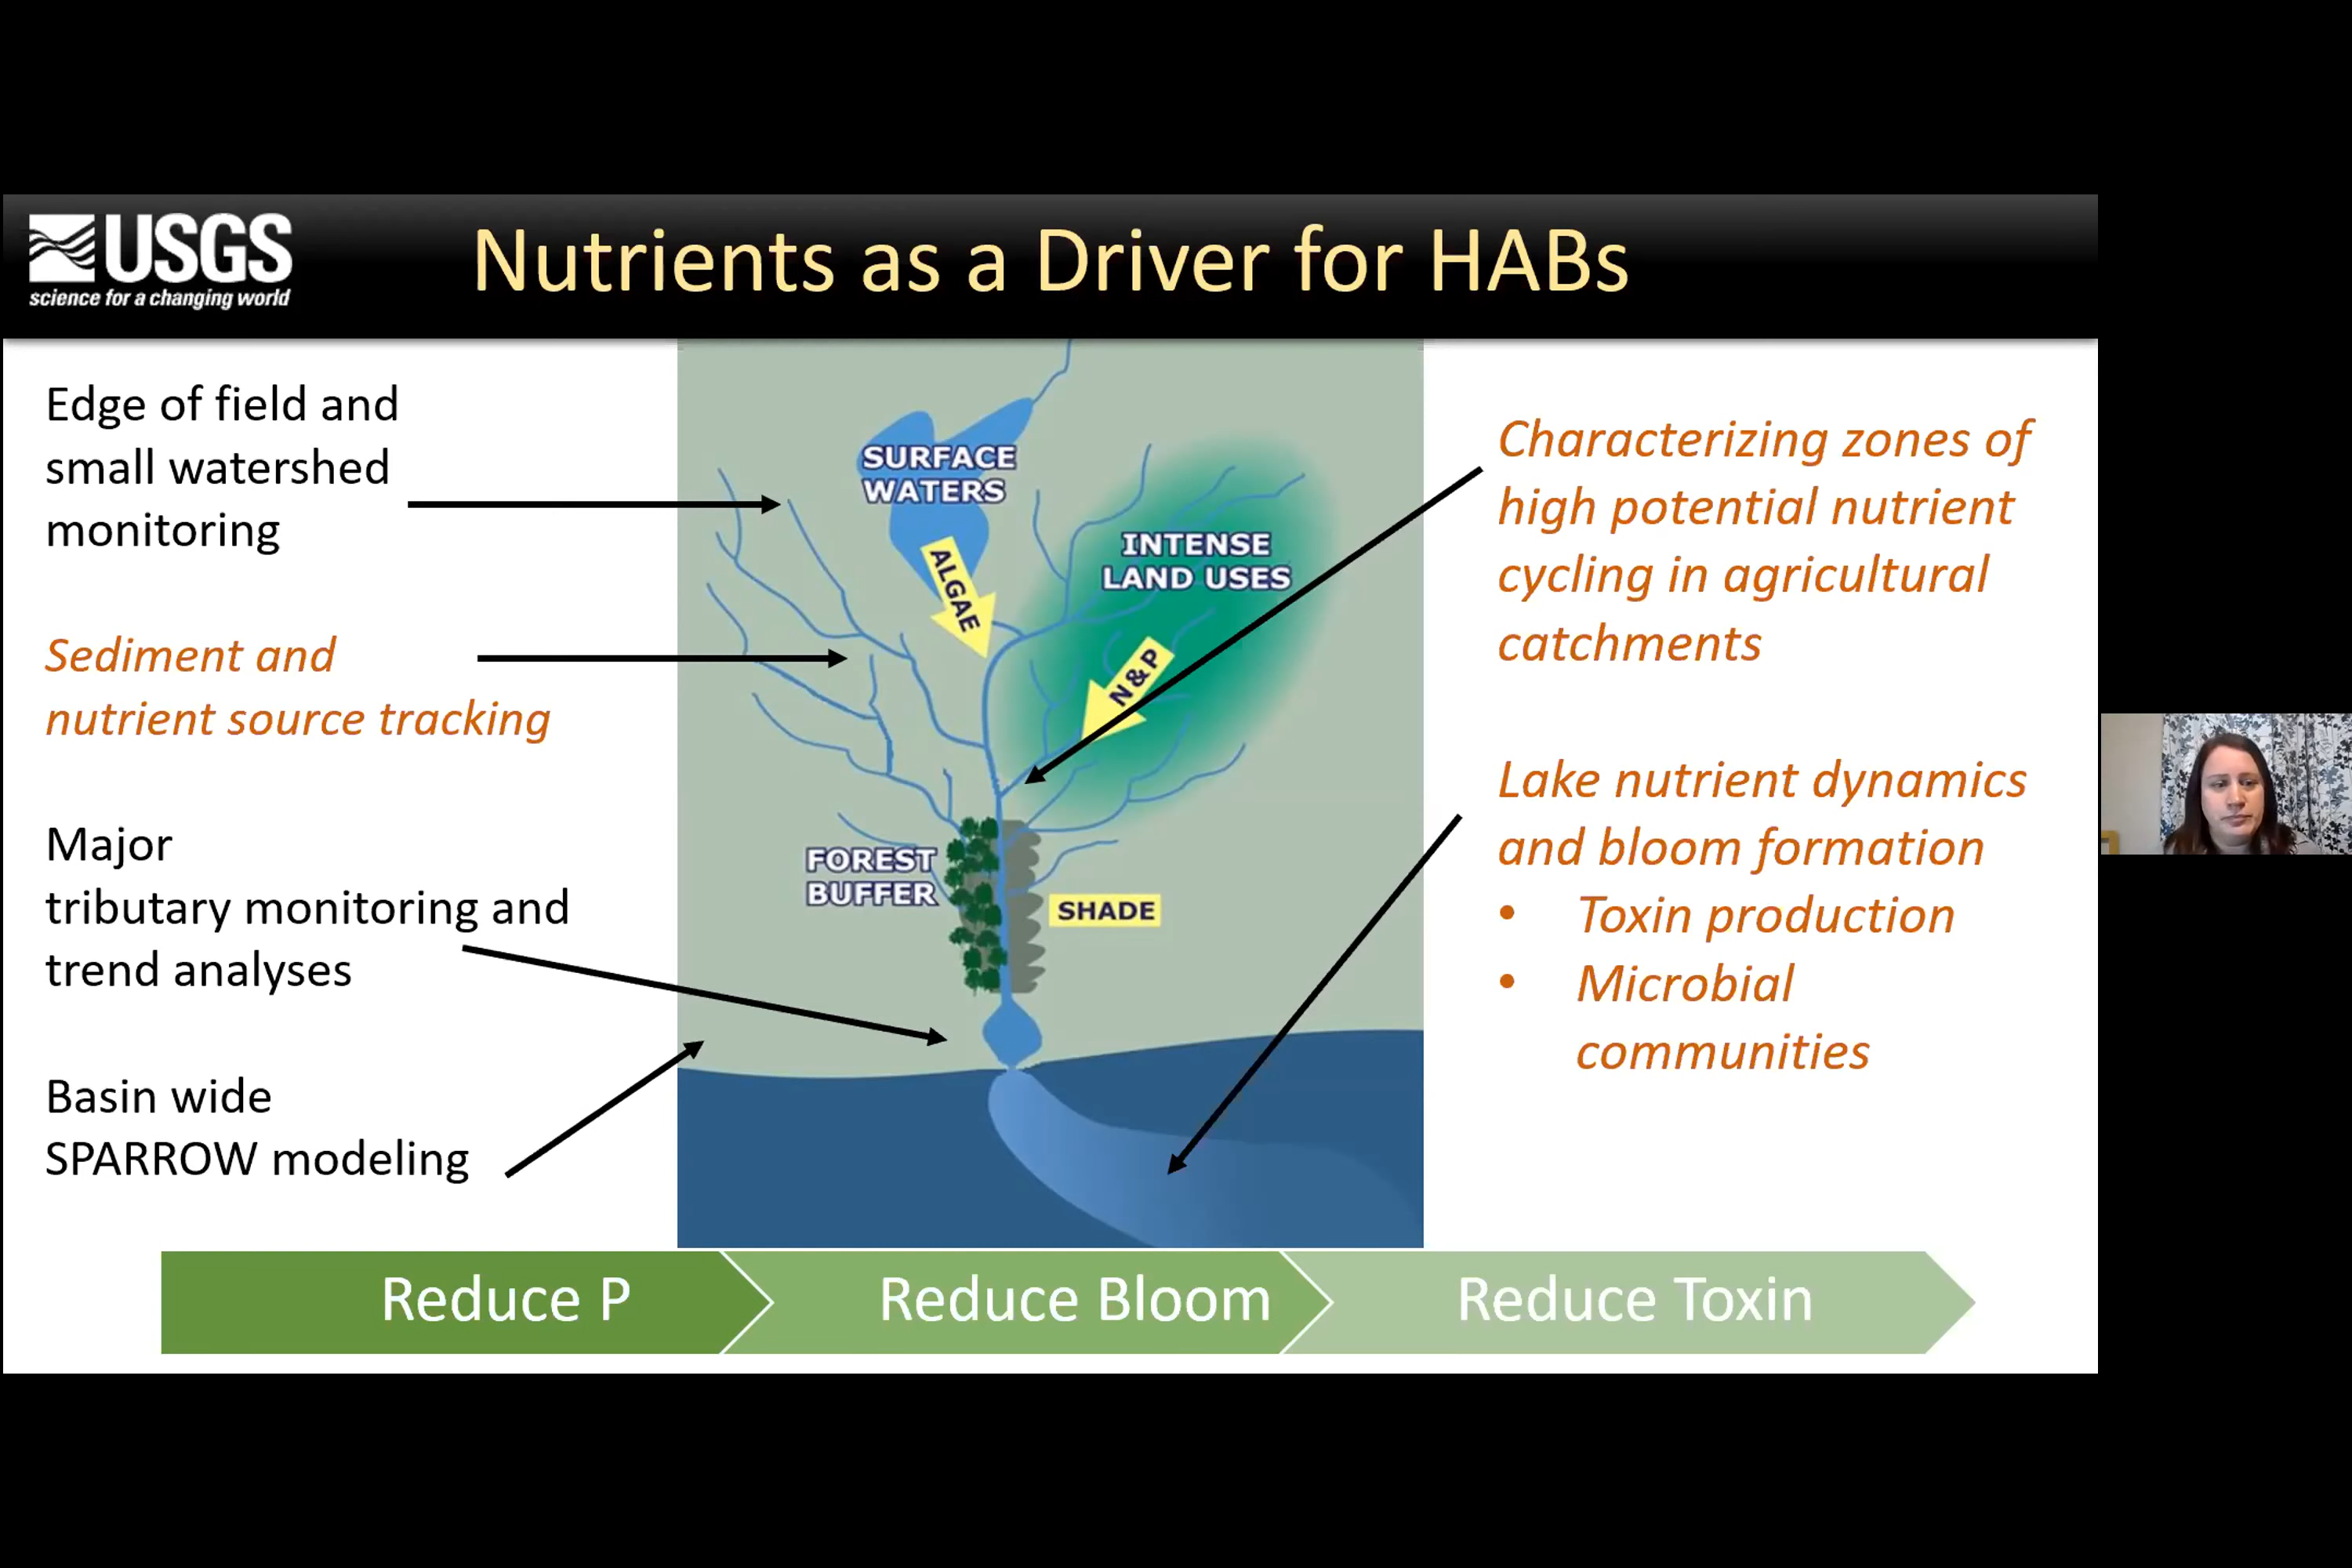 USGS
science for a changing world
Nutrients as a Driver for HABs
Edge of field and
small watershed
monitoring
Sediment and
nutrient source tracking
Major
tributary monitoring and
trend analyses
Basin wide
SPARROW modeling
SURFACE
WATERS
ALGAE
INTENSE
LAND USES
N & P
FOREST
BUFFER
SHADE
Characterizing zones of
high potential nutrient
cycling in agricultural
catchments
Lake nutrient dynamics
and bloom formation
• Toxin production
• Microbial
communities
Reduce P
Reduce Bloom
Reduce Toxin